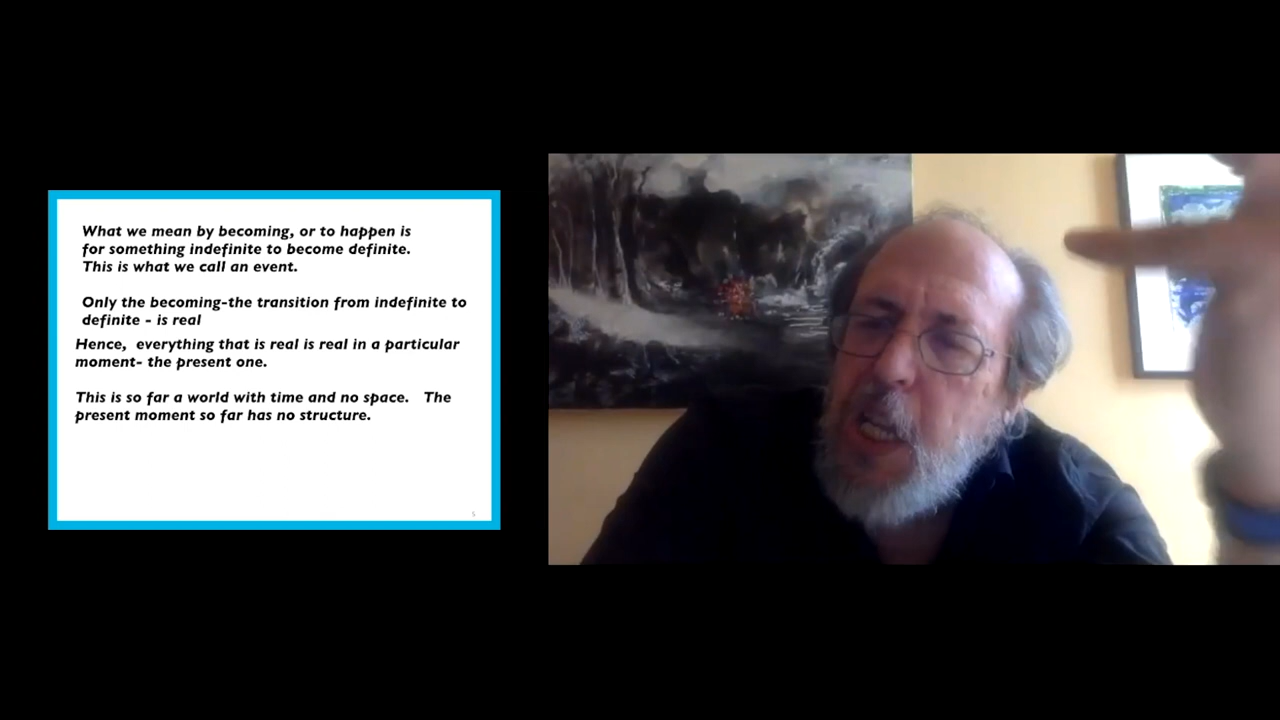 What we mean by becoming, or to happen is
for something indefinite to become definite.
This is what we call an event.
Only the becoming-the transition from indefinite to
definite - is real
Hence, everything that is real is real in a particular
moment- the present one.
This is so far a world with time and no space. The
present moment so far has no structure.
5